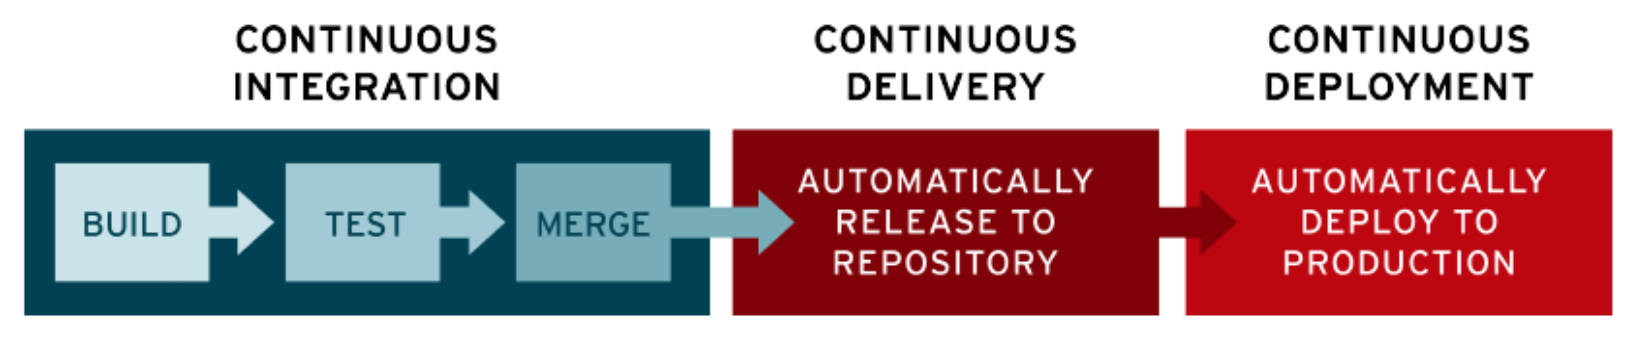 CONTINUOUS
INTEGRATION
CONTINUOUS
DELIVERY
CONTINUOUS
DEPLOYMENT
BUILD
TEST
MERGE
AUTOMATICALLY
RELEASE TO
REPOSITORY
AUTOMATICALLY
DEPLOY TO
PRODUCTION